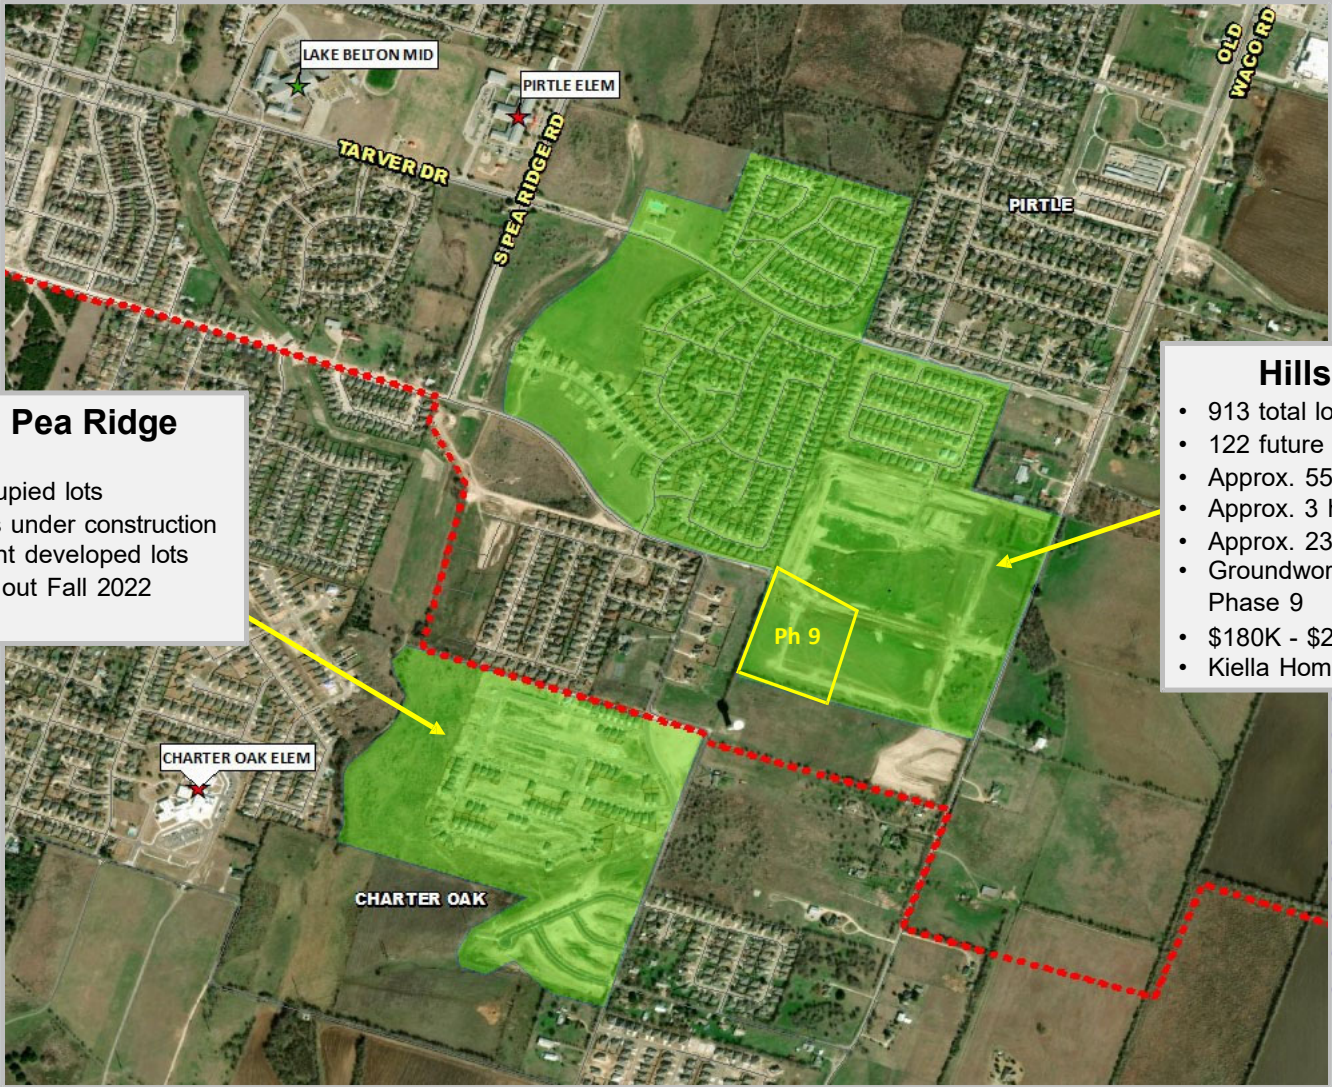 LAKE BELTON MID
PIRTLE ELEM
OLD
WACO RD
TARVER DR
S PEA RIDGE RD
PIRTLE
Pea Ridge
upied lots
under construction
nt developed lots
out Fall 2022
Hills
• 913 total lo
• 122 future
• Approx. 55
• Approx. 3
• Approx. 23
• Groundwor
Phase 9
• $180K - $2
• Kiella Hom
Ph 9
CHARTER OAK ELEM
CHARTER OAK